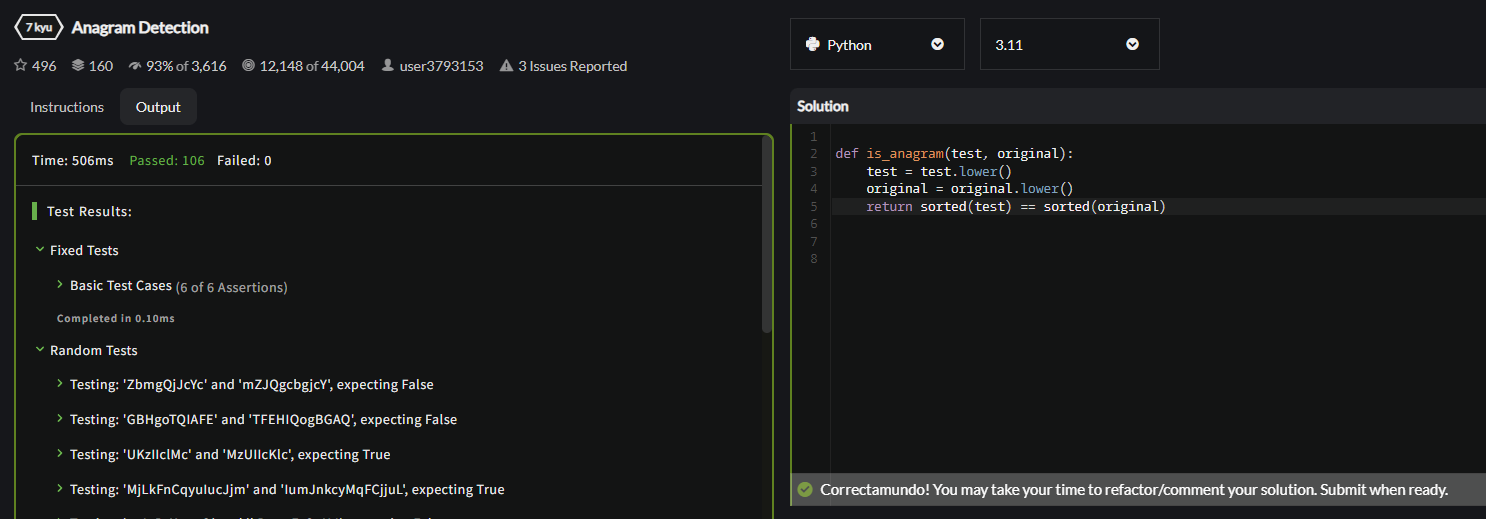 7 kyu Anagram Detection
496 160 93% of 3,616 12,148 of 44,004 user3793153 3 Issues Reported
Instructions Output
Time: 506ms Passed: 106 Failed: 0
Test Results:
Fixed Tests
Basic Test Cases (6 of 6 Assertions)
Completed in 0.10ms
Random Tests
Testing: 'ZbmgQjJcYc' and 'mZJQgcbgjcY', expecting False
Testing: 'GBHgoTQIAFE' and 'TFEHIQogBGAQ', expecting False
Testing: 'UKzIIclMc' and 'MzUIIcKlc', expecting True
Testing: 'MjLkFnCqyuIucJjm' and 'IumJnkcyMqFCjjuL', expecting True
Python 3.11
Solution
1
2 def is_anagram(test, original):
3 test = test.lower()
4 original = original.lower()
5 return sorted(test) == sorted(original)
6
7
8
Correctamundo! You may take your time to refactor/comment your solution. Submit when ready.